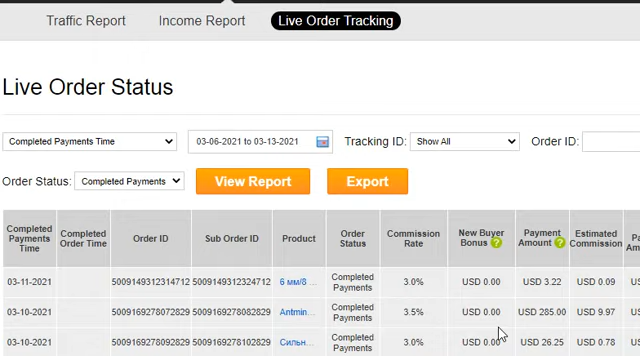 Traffic Report Income Report Live Order Tracking
Live Order Status
Completed Payments Time 03-06-2021 to 03-13-2021 Tracking ID: Show All Order ID:
Order Status: Completed Payments View Report Export
Completed Payments Time Completed Order Time Order ID Sub Order ID Product Order Status Commission Rate New Buyer Bonus ? Payment Amount ? Estimated Commission
03-11-2021 5009149312314712 5009149312324712 6 мм/8 ... Completed Payments 3.0% USD 0.00 USD 3.22 USD 0.09
03-10-2021 5009169278072829 5009169278082829 Antmin... Completed Payments 3.5% USD 0.00 USD 285.00 USD 9.97
03-10-2021 5009169278092829 5009169278102829 Сильн... Completed Payments 3.0% USD 0.00 USD 26.25 USD 0.78